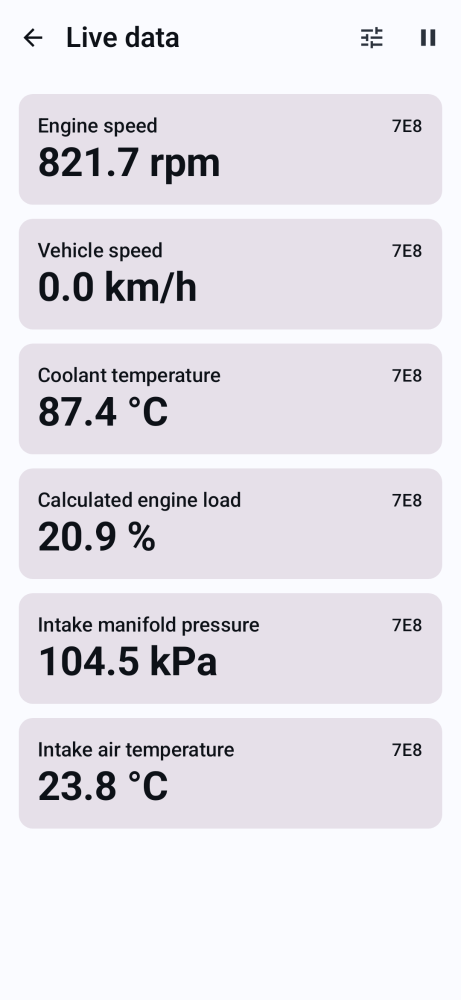 Live data
Engine speed 7E8
821.7 rpm
Vehicle speed 7E8
0.0 km/h
Coolant temperature 7E8
87.4 °C
Calculated engine load 7E8
20.9 %
Intake manifold pressure 7E8
104.5 kPa
Intake air temperature 7E8
23.8 °C